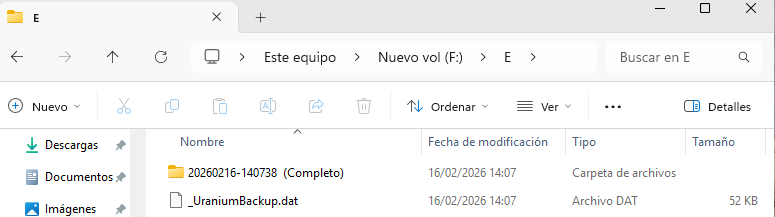 E
Este equipo > Nuevo vol (F:) > E >
Buscar en E
Nuevo
Ordenar
Ver
...
Detalles
Descargas
Documentos
Imágenes
Nombre Fecha de modificación Tipo Tamaño
20260216-140738 (Completo) 16/02/2026 14:07 Carpeta de archivos
_UraniumBackup.dat 16/02/2026 14:07 Archivo DAT 52 KB